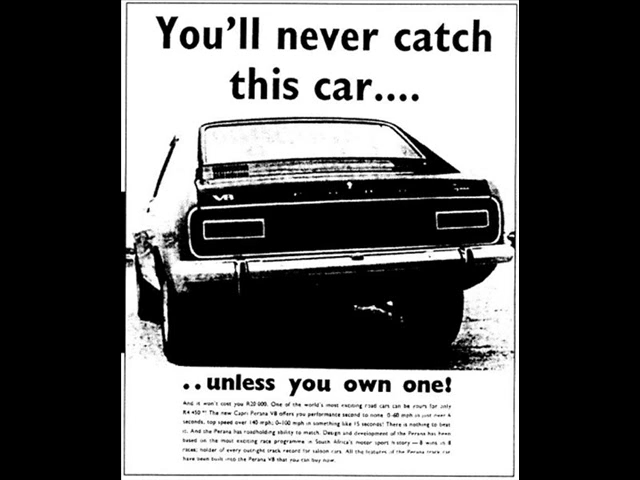 You'll never catch
this car....
V8
..unless you own one!
And it won't cost you R20 000. One of the world's most exciting road cars can be yours for only
R4 450 The new Capri Perana V8 offers you performance second to none 0-60 mph in just over 6
seconds, top speed over 140 mph; 0-100 mph in something like 15 seconds! There is nothing to beat
it. And the Perana has roadholding ability to match. Design and development of the Perana has been
based on the most exciting race programme in South Africa's motor sport history — 8 wins in 8
races; holder of every outright track record for saloon cars. All the features of the Perana track car
have been built into the Perana V8 that you can buy now.